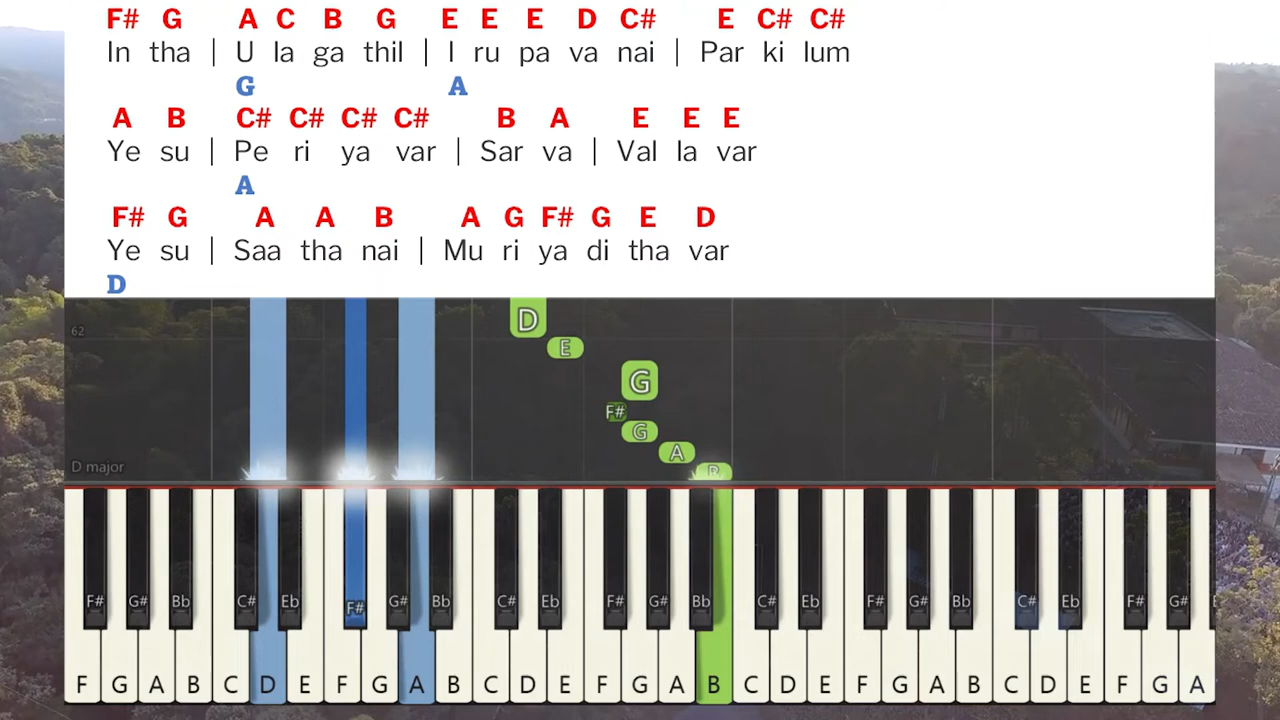 F# G A C B G E E E D C# E C# C#
In tha | U la ga thil | I ru pa va nai | Par ki lum
G A
A B C# C# C# C# B A E E E
Ye su | Pe ri ya var | Sar va | Val la var
A
F# G A A B A G F# G E D
Ye su | Saa tha nai | Mu ri ya di tha var
D
D
62
E
G
F#
G
A
D major
B
F# G# Bb C# Eb F# G# Bb C# Eb F# G# Bb C# Eb F# G# Bb C# Eb F# G#
F G A B C D E F G A B C D E F G A B C D E F G A B C D E F G A